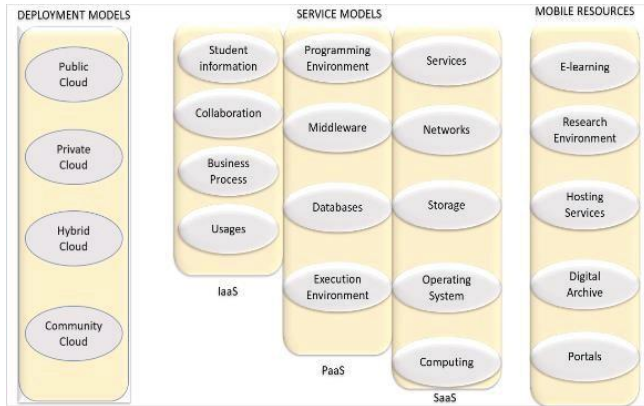 DEPLOYMENT MODELS
Public
Cloud
Private
Cloud
Hybrid
Cloud
Community
Cloud
SERVICE MODELS
Student
information
Collaboration
Business
Process
Usages
IaaS
Programming
Environment
Middleware
Databases
Execution
Environment
PaaS
Services
Networks
Storage
Operating
System
Computing
SaaS
MOBILE RESOURCES
E-learning
Research
Environment
Hosting
Services
Digital
Archive
Portals